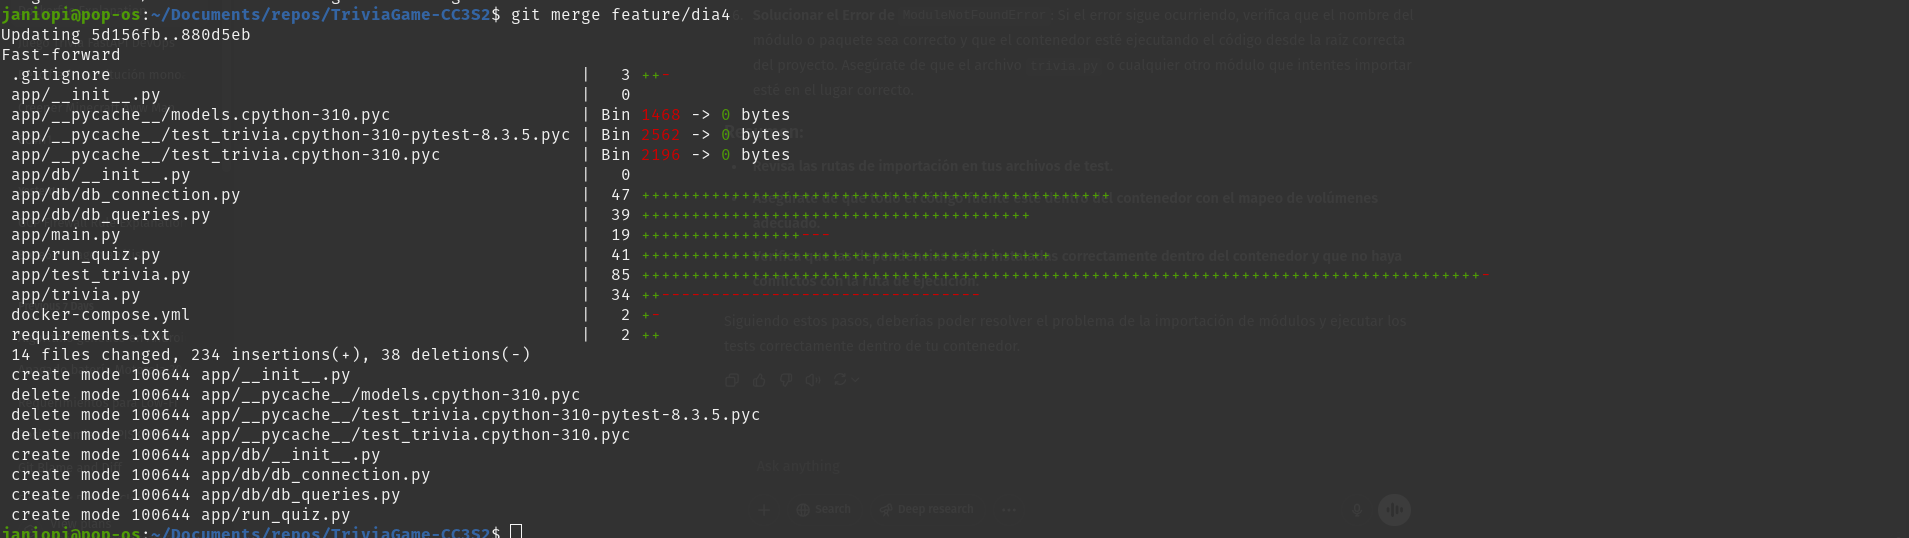 janiopi@pop-os:~/Documents/repos/TriviaGame-CC3S2$ git merge feature/dia4
Updating 5d156fb..880d5eb
Fast-forward
 .gitignore | 3 ++-
 app/__init__.py | 0
 app/__pycache__/models.cpython-310.pyc | Bin 1468 -> 0 bytes
 app/__pycache__/test_trivia.cpython-310-pytest-8.3.5.pyc | Bin 2562 -> 0 bytes
 app/__pycache__/test_trivia.cpython-310.pyc | Bin 2196 -> 0 bytes
 app/db/__init__.py | 0
 app/db/db_connection.py | 47 +++++++++++++++++++++++++++++++++++++++++++++++
 app/db/db_queries.py | 39 +++++++++++++++++++++++++++++++++++++++
 app/main.py | 19 ++++++++++++++++---
 app/run_quiz.py | 41 +++++++++++++++++++++++++++++++++++++++++
 app/test_trivia.py | 85 ++++++++++++++++++++++++++++++++++++++++++++++++++++++++++++++++++++++++++++++++++++-
 app/trivia.py | 34 ++--------------------------------
 docker-compose.yml | 2 +-
 requirements.txt | 2 ++
 14 files changed, 234 insertions(+), 38 deletions(-)
 create mode 100644 app/__init__.py
 delete mode 100644 app/__pycache__/models.cpython-310.pyc
 delete mode 100644 app/__pycache__/test_trivia.cpython-310-pytest-8.3.5.pyc
 delete mode 100644 app/__pycache__/test_trivia.cpython-310.pyc
 create mode 100644 app/db/__init__.py
 create mode 100644 app/db/db_connection.py
 create mode 100644 app/db/db_queries.py
 create mode 100644 app/run_quiz.py
janiopi@pop-os:~/Documents/repos/TriviaGame-CC3S2$
Solucionar el Error de ModuleNotFoundError: Si el error sigue ocurriendo, verifica que el nombre del
módulo o paquete sea correcto y que el contenedor esté ejecutando el código desde la raíz correcta
del proyecto. Asegúrate de que el archivo trivia.py o cualquier otro módulo que intentes importar
esté en el lugar correcto.
Revisa las rutas de importación en tus archivos de test.
del contenedor con el mapeo de volúmenes
adecuado.
correctamente dentro del contenedor y que no haya
conflictos con la ruta de ejecución.
Siguiendo estos pasos, deberías poder resolver el problema de la importación de módulos y ejecutar los
tests correctamente dentro de tu contenedor.
Ask anything
Search
Deep research